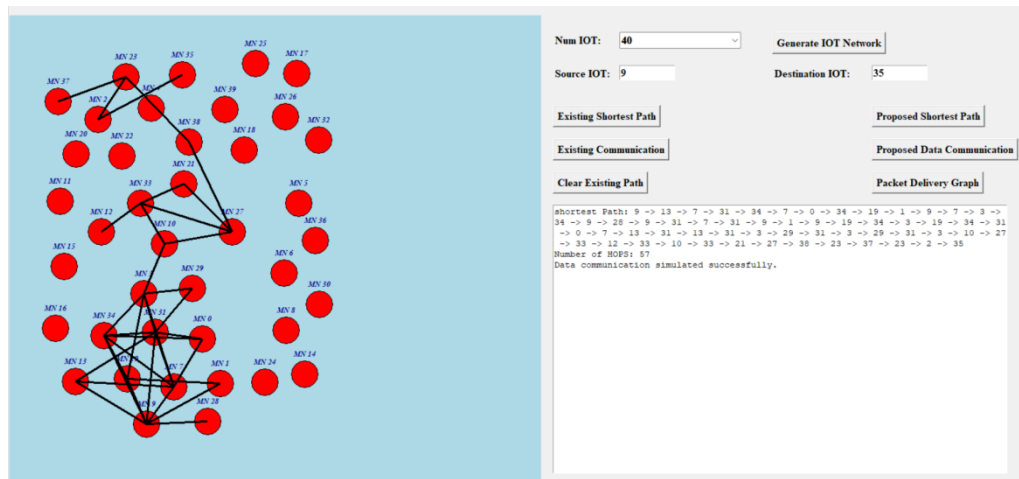 MN 25
MN 17
MN 23
MN 35
MN 37
MN 2
MN 39
MN 26
MN 38
MN 18
MN 32
MN 20
MN 22
MN 21
MN 11
MN 33
MN 5
MN 12
MN 27
MN 10
MN 36
MN 15
MN 6
MN 29
MN 30
MN 16
MN 34
MN 31
MN 0
MN 8
MN 13
MN 7
MN 1
MN 24
MN 14
MN 9
MN 28
Num IOT: 40 Generate IOT Network
Source IOT: 9 Destination IOT: 35
Existing Shortest Path Proposed Shortest Path
Existing Communication Proposed Data Communication
Clear Existing Path Packet Delivery Graph
shortest Path: 9 -> 13 -> 7 -> 31 -> 34 -> 7 -> 0 -> 34 -> 19 -> 1 -> 9 -> 7 -> 3 ->
34 -> 9 -> 28 -> 9 -> 31 -> 7 -> 31 -> 9 -> 1 -> 9 -> 19 -> 34 -> 3 -> 19 -> 34 -> 31
-> 0 -> 7 -> 13 -> 31 -> 13 -> 31 -> 3 -> 29 -> 31 -> 3 -> 29 -> 31 -> 3 -> 10 -> 27
-> 33 -> 12 -> 33 -> 10 -> 33 -> 21 -> 27 -> 38 -> 23 -> 37 -> 23 -> 2 -> 35
Number of HOPS: 57
Data communication simulated successfully.